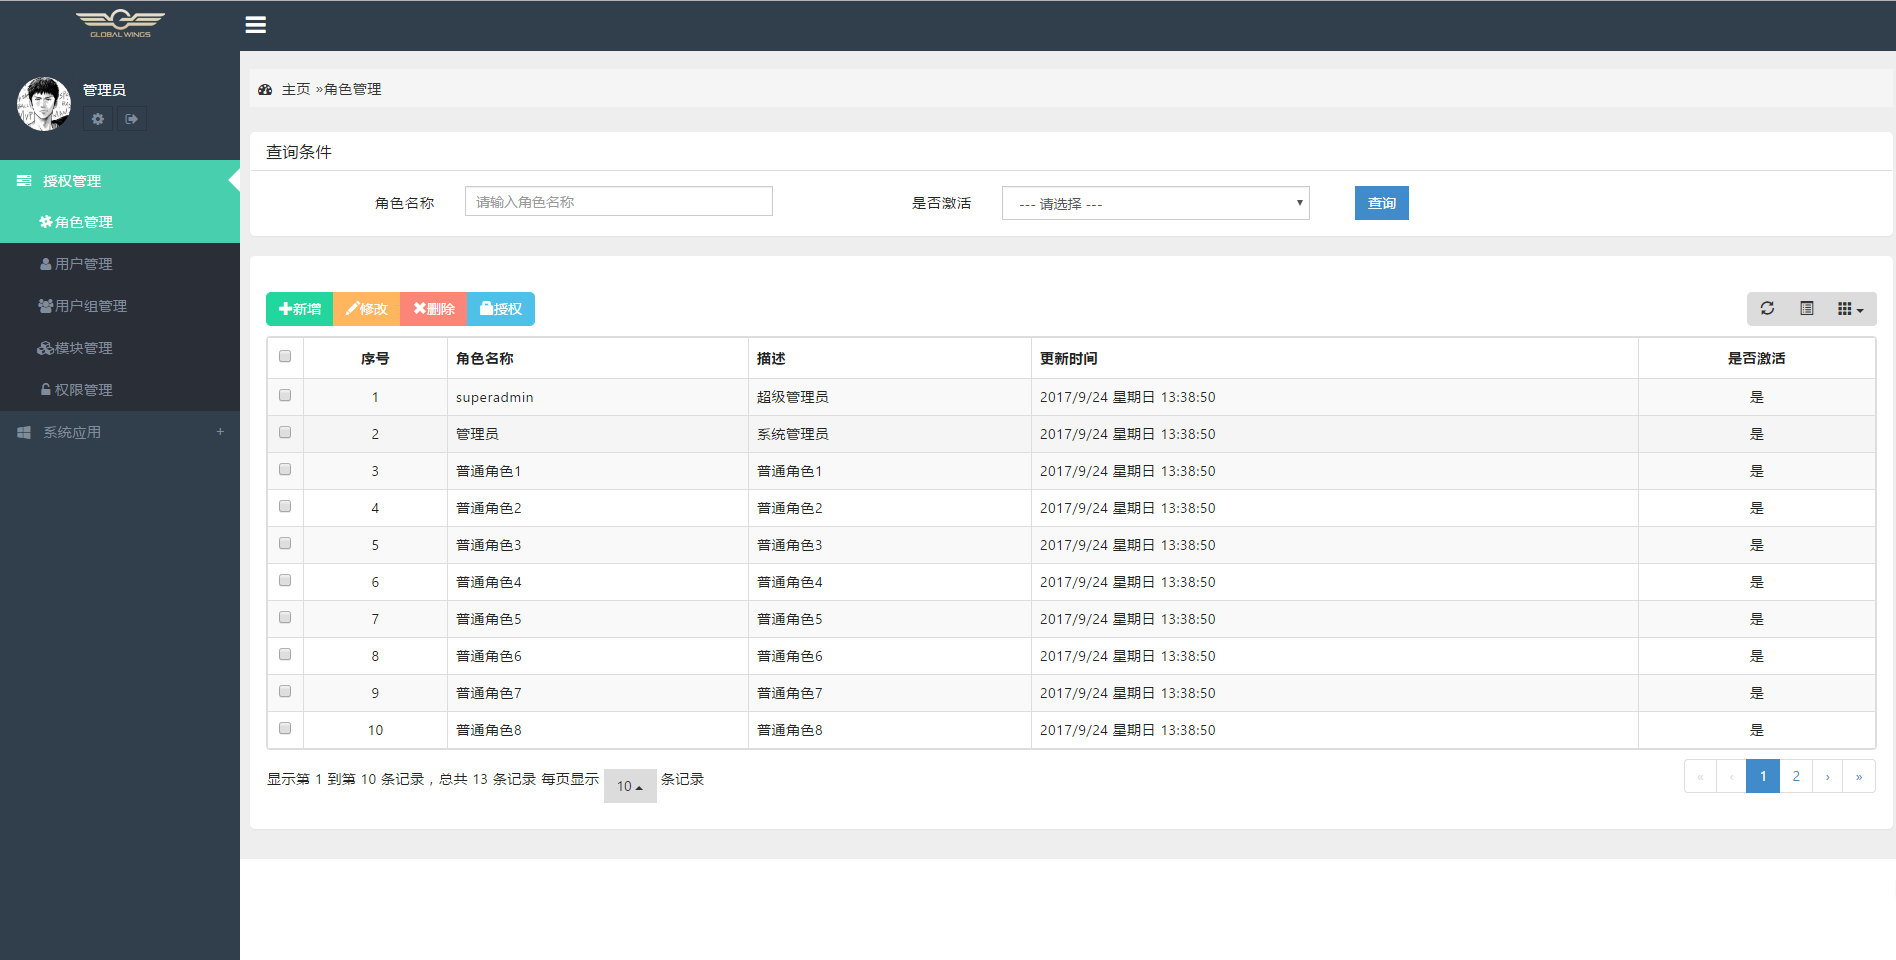 GLOBAL WINGS
管理员
授权管理
角色管理
用户管理
用户组管理
模块管理
权限管理
系统应用 +
主页 »角色管理
查询条件
角色名称 请输入角色名称 是否激活 --- 请选择 --- 查询
新增 修改 删除 授权
序号 角色名称 描述 更新时间 是否激活
1 superadmin 超级管理员 2017/9/24 星期日 13:38:50 是
2 管理员 系统管理员 2017/9/24 星期日 13:38:50 是
3 普通角色1 普通角色1 2017/9/24 星期日 13:38:50 是
4 普通角色2 普通角色2 2017/9/24 星期日 13:38:50 是
5 普通角色3 普通角色3 2017/9/24 星期日 13:38:50 是
6 普通角色4 普通角色4 2017/9/24 星期日 13:38:50 是
7 普通角色5 普通角色5 2017/9/24 星期日 13:38:50 是
8 普通角色6 普通角色6 2017/9/24 星期日 13:38:50 是
9 普通角色7 普通角色7 2017/9/24 星期日 13:38:50 是
10 普通角色8 普通角色8 2017/9/24 星期日 13:38:50 是
显示第 1 到第 10 条记录，总共 13 条记录 每页显示 10 条记录
« ‹ 1 2 › »